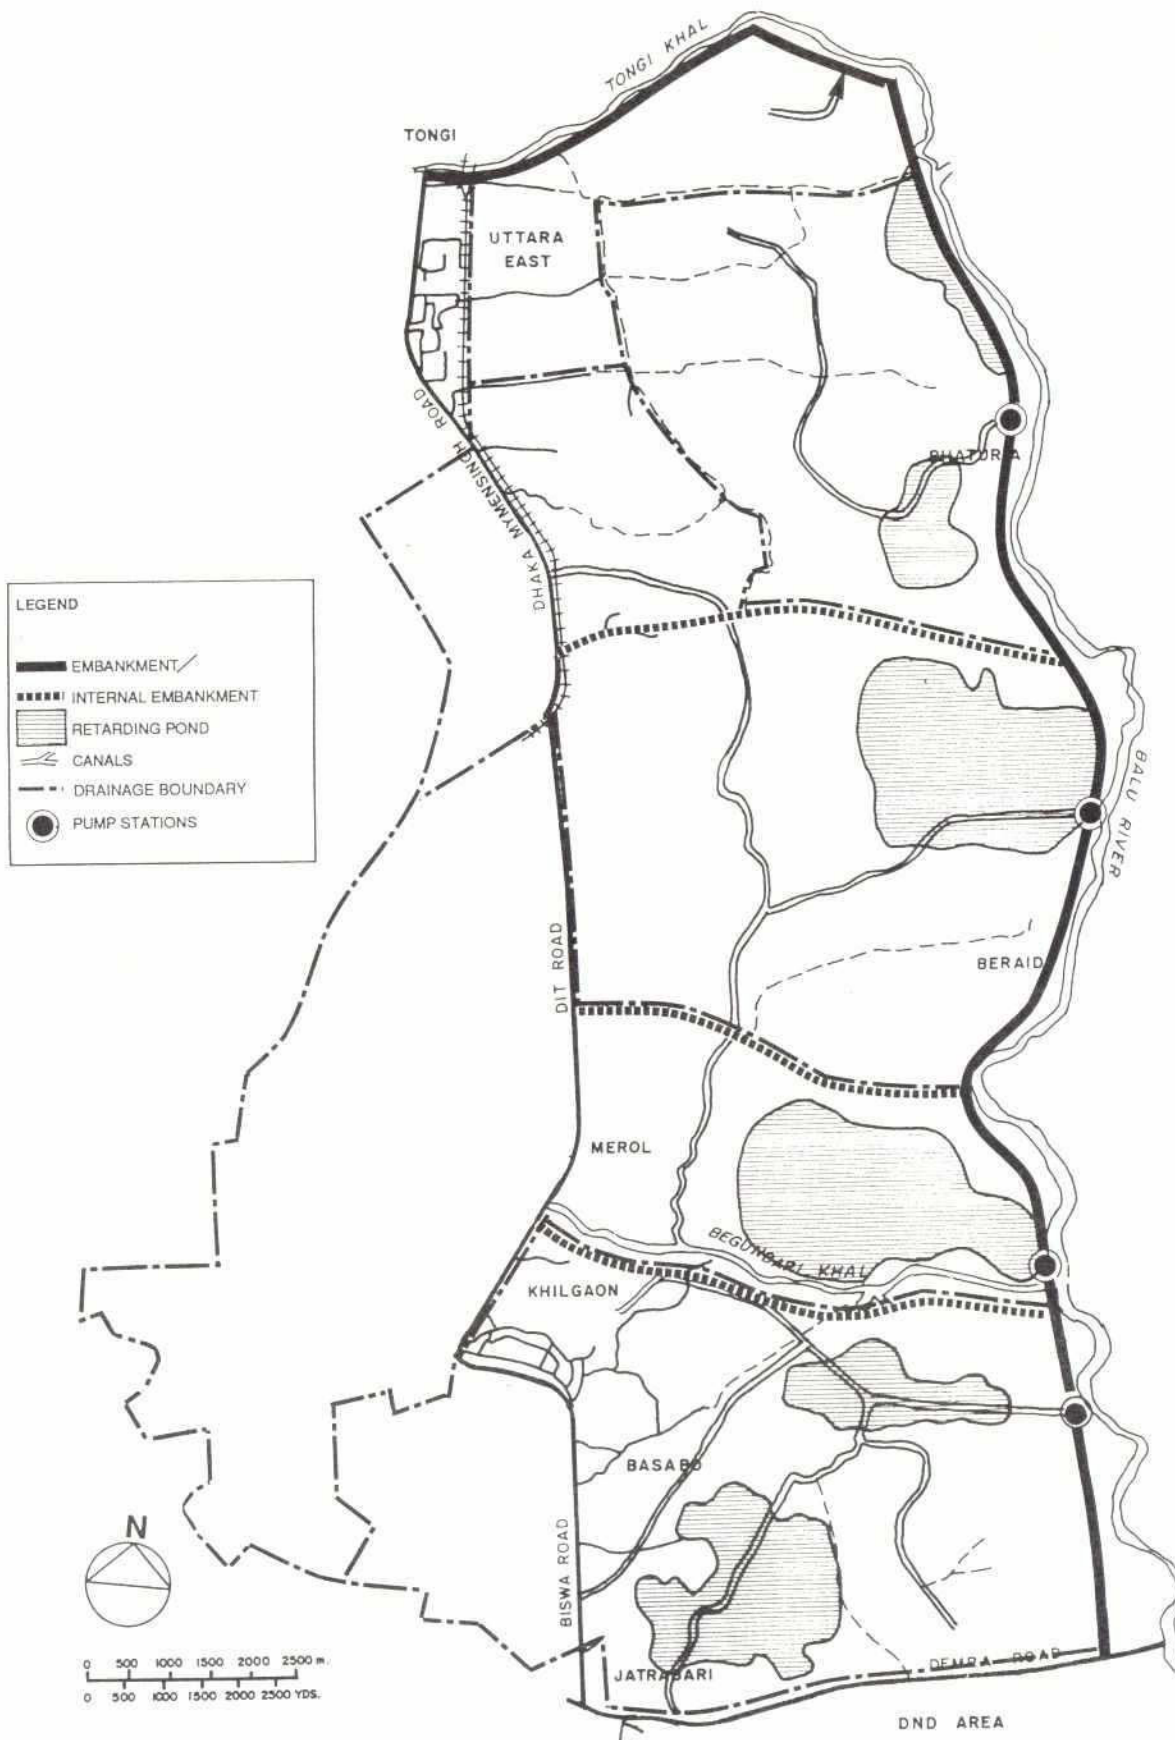 TONGI KHAL
TONGI
UTTARA
EAST
DHAKA MYMENSINGH ROAD
BHATURIA
LEGEND
EMBANKMENT/
INTERNAL EMBANKMENT
RETARDING POND
CANALS
DRAINAGE BOUNDARY
PUMP STATIONS
BALU RIVER
DIT ROAD
BERAID
MEROL
BEGUNBARI KHAL
KHILGAON
BASABO
N
BISWA ROAD
0 500 1000 1500 2000 2500 m.
0 500 1000 1500 2000 2500 YDS.
JATRABARI
DEMRA ROAD
DND AREA